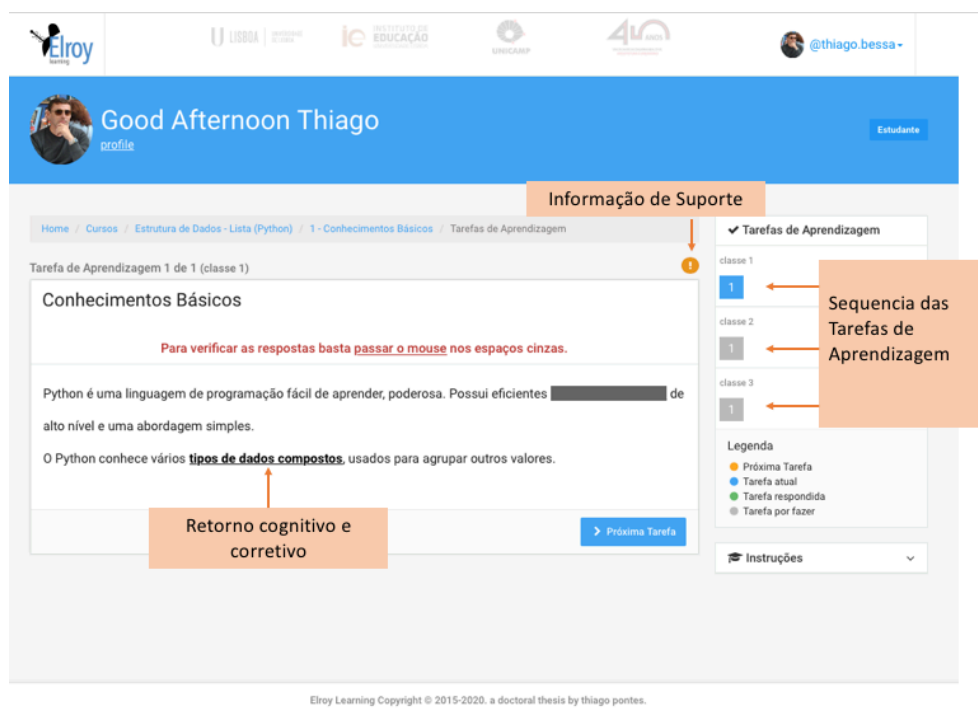 Elroy
learning
U LISBOA
ie INSTITUTO DE
EDUCAÇÃO
UNICAMP
40 ANOS
@thiago.bessa
Good Afternoon Thiago
profile
Estudante
Informação de Suporte
Home / Cursos / Estrutura de Dados - Lista (Python) / 1 - Conhecimentos Básicos / Tarefas de Aprendizagem
Tarefas de Aprendizagem
Tarefa de Aprendizagem 1 de 1 (classe 1)
Conhecimentos Básicos
Para verificar as respostas basta passar o mouse nos espaços cinzas.
Python é uma linguagem de programação fácil de aprender, poderosa. Possui eficientes de
alto nível e uma abordagem simples.
O Python conhece vários tipos de dados compostos, usados para agrupar outros valores.
Retorno cognitivo e
corretivo
Próxima Tarefa
classe 1
1
classe 2
1
classe 3
1
Sequencia das
Tarefas de
Aprendizagem
Legenda
Próxima Tarefa
Tarefa atual
Tarefa respondida
Tarefa por fazer
Instruções
Elroy Learning Copyright © 2015-2020. a doctoral thesis by thiago pontes.